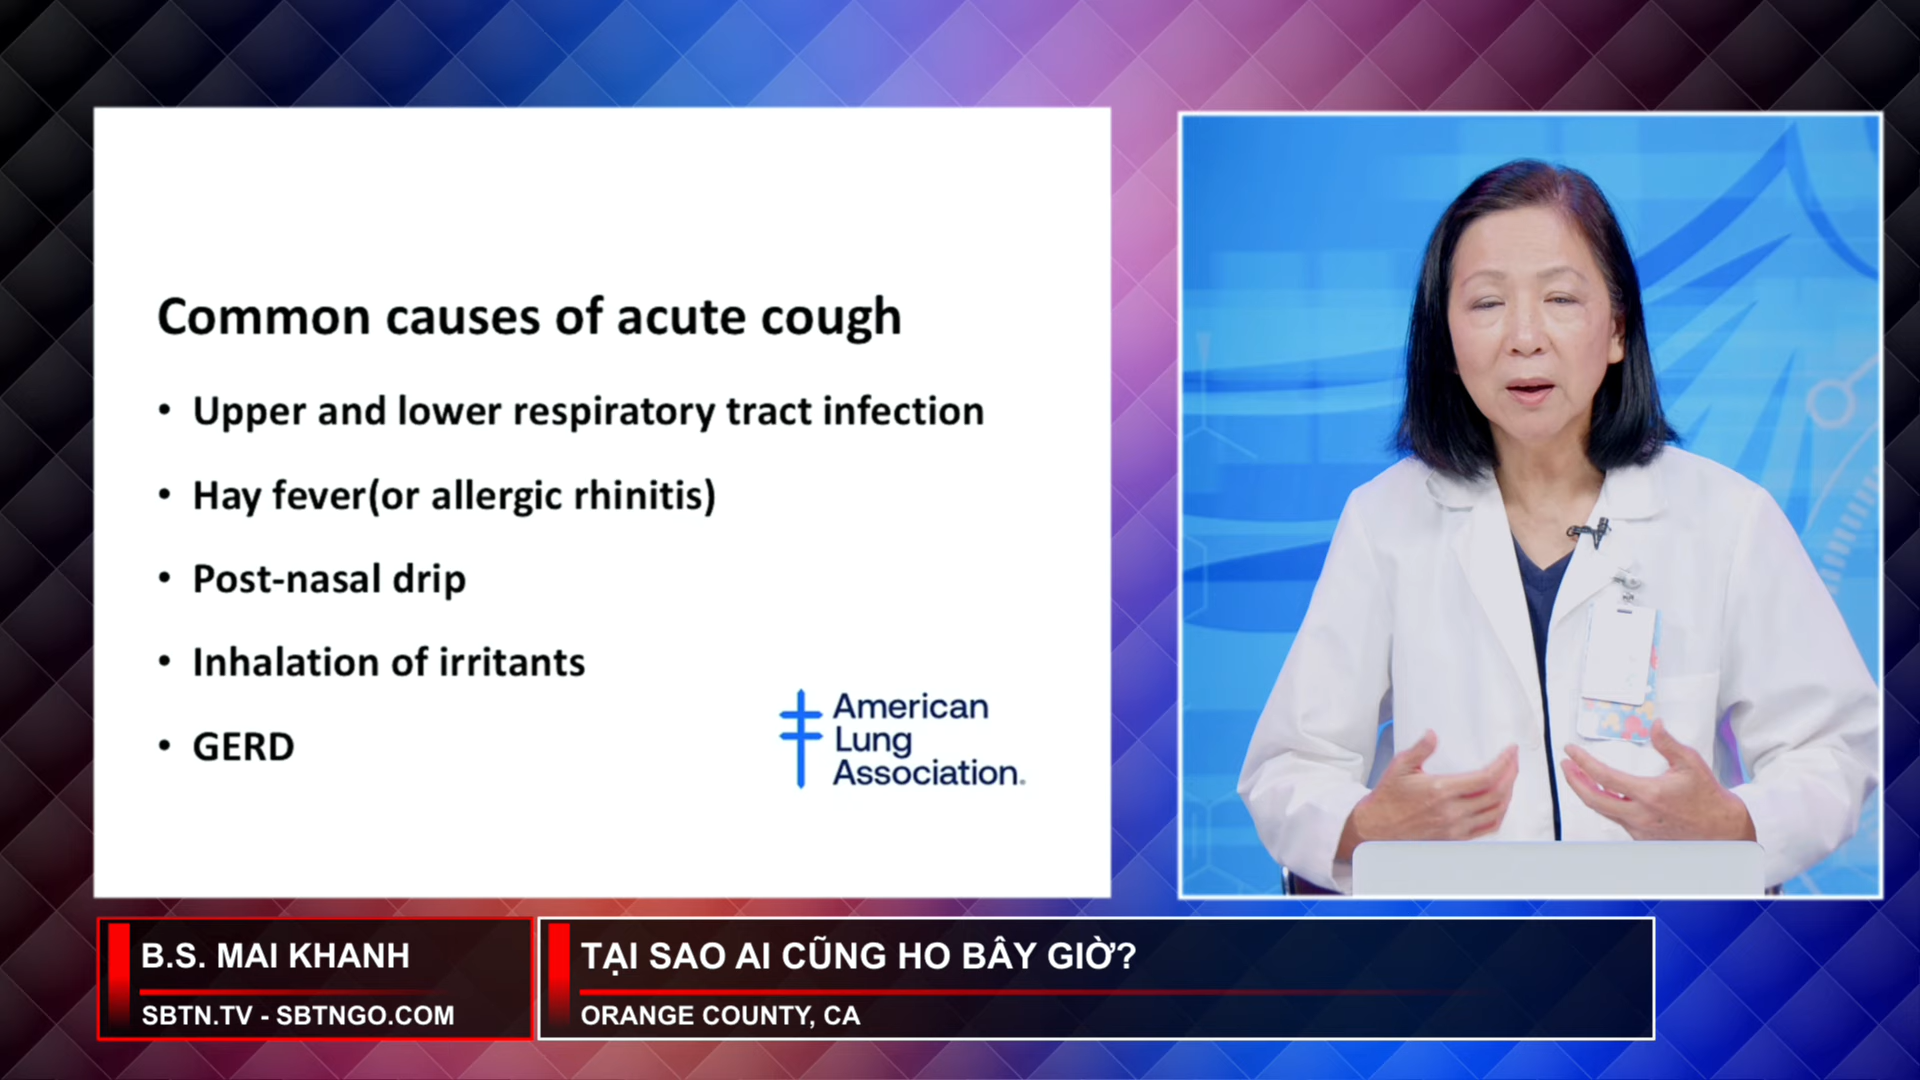 Common causes of acute cough
• Upper and lower respiratory tract infection
• Hay fever(or allergic rhinitis)
• Post-nasal drip
• Inhalation of irritants
• GERD
American
Lung
Association.
B.S. MAI KHANH
SBTN.TV - SBTNGO.COM
TẠI SAO AI CŨNG HO BÂY GIỜ?
ORANGE COUNTY, CA